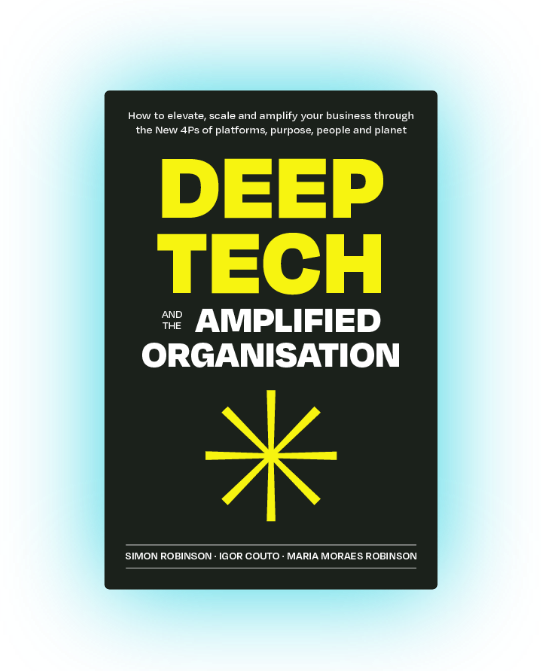 How to elevate, scale and amplify your business through
the New 4Ps of platforms, purpose, people and planet
DEEP
TECH
AND
THE
AMPLIFIED
ORGANISATION
SIMON ROBINSON · IGOR COUTO · MARIA MORAES ROBINSON